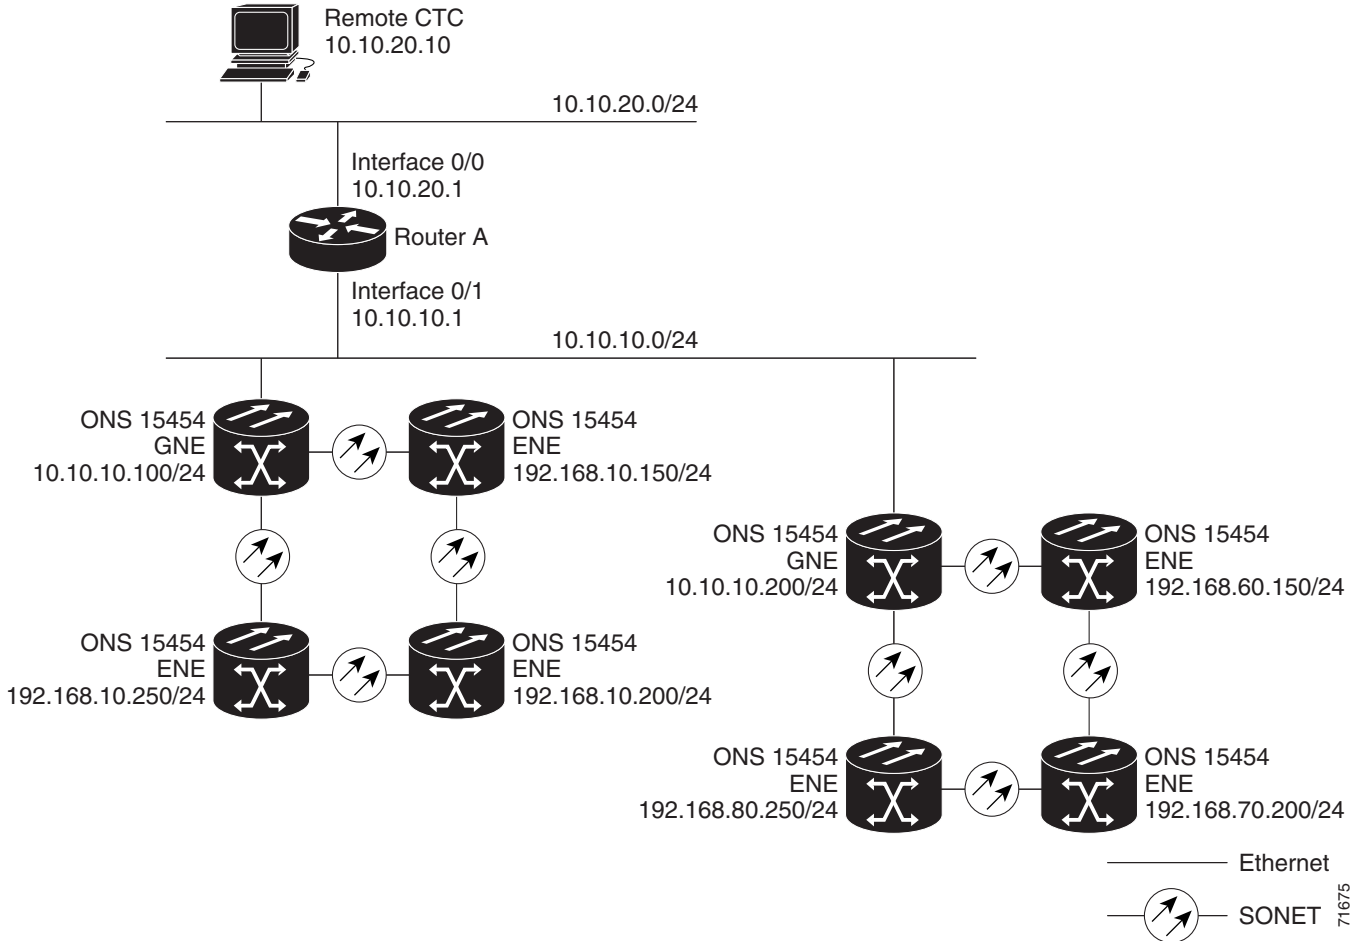 Remote CTC
10.10.20.10
10.10.20.0/24
Interface 0/0
10.10.20.1
Router A
Interface 0/1
10.10.10.1
10.10.10.0/24
ONS 15454
GNE
10.10.10.100/24
ONS 15454
ENE
192.168.10.150/24
ONS 15454
GNE
10.10.10.200/24
ONS 15454
ENE
192.168.60.150/24
ONS 15454
ENE
192.168.10.250/24
ONS 15454
ENE
192.168.10.200/24
ONS 15454
ENE
192.168.80.250/24
ONS 15454
ENE
192.168.70.200/24
Ethernet
SONET
71675